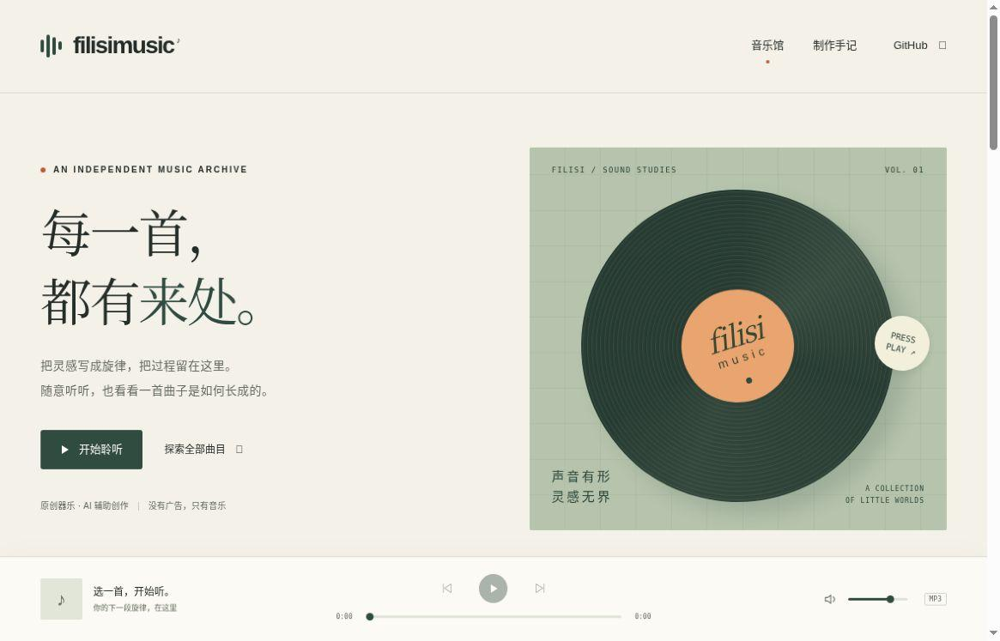 filisimusic♪
音乐馆
制作手记
GitHub
AN INDEPENDENT MUSIC ARCHIVE
每一首，
都有来处。
把灵感写成旋律，把过程留在这里。
随意听听，也看看一首曲子是如何长成的。
开始聆听
探索全部曲目
原创器乐 · AI 辅助创作 | 没有广告，只有音乐
FILISI / SOUND STUDIES
VOL. 01
filisi
music
PRESS
PLAY ↗
声音有形
灵感无界
A COLLECTION
OF LITTLE WORLDS
♪
选一首，开始听。
你的下一段旋律，在这里
0:00
0:00
MP3